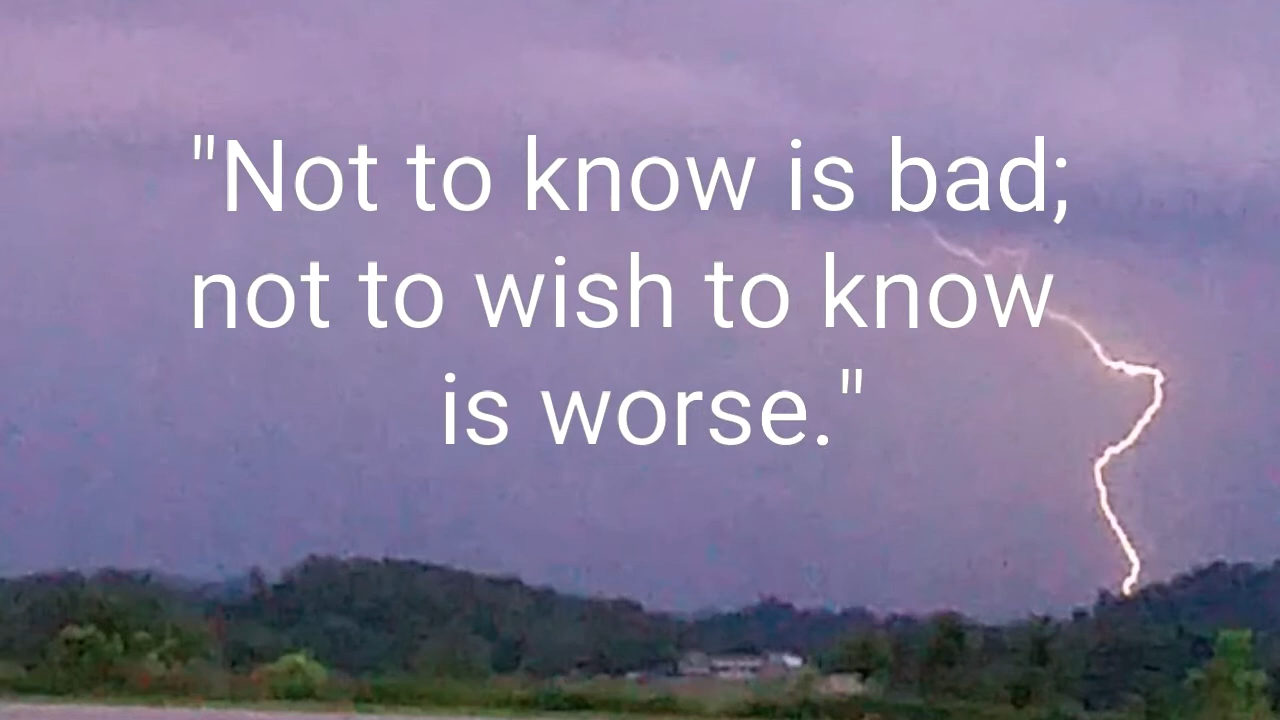 "Not to know is bad;
not to wish to know
is worse."